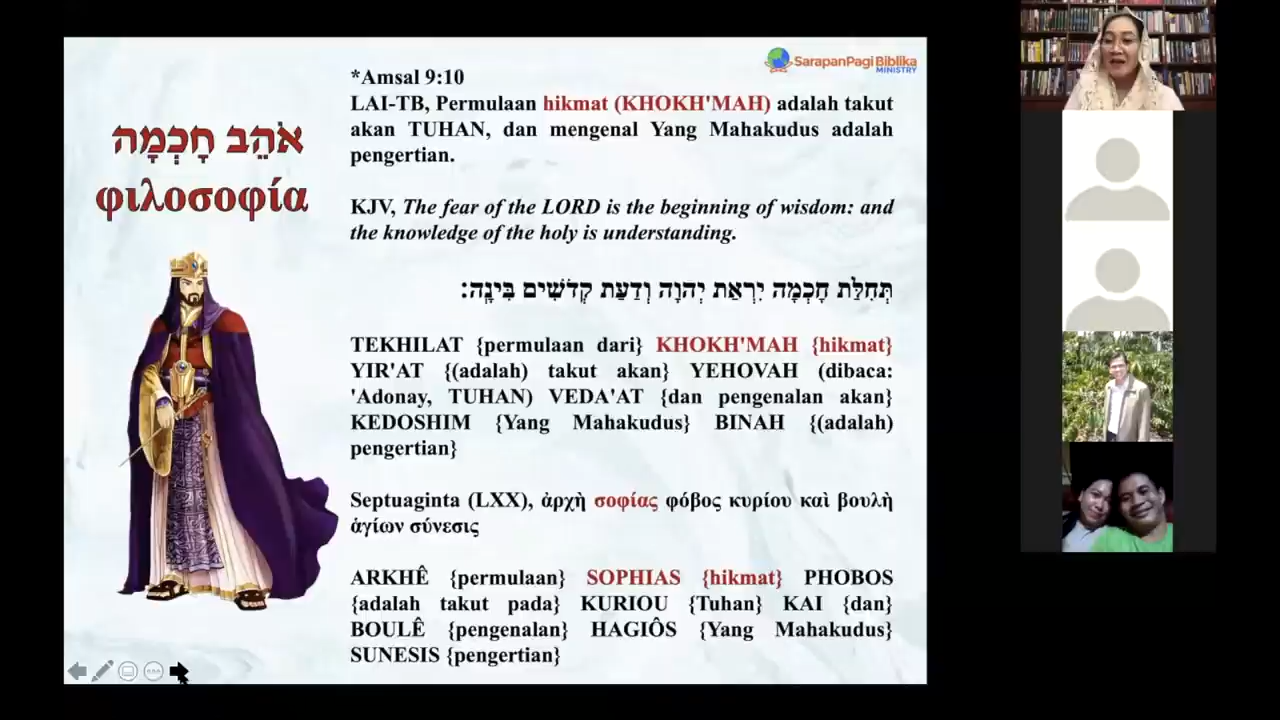 אֹהֵב חָכְמָה
φιλοσοφία
SarapanPagi Biblika
MINISTRY
*Amsal 9:10
LAI-TB, Permulaan hikmat (KHOKH'MAH) adalah takut
akan TUHAN, dan mengenal Yang Mahakudus adalah
pengertian.
KJV, The fear of the LORD is the beginning of wisdom: and
the knowledge of the holy is understanding.
תְּחִלַּת חָכְמָה יִרְאַת יְהוָה וְדַעַת קְדֹשִׁים בִּינָה׃
TEKHILAT {permulaan dari} KHOKH'MAH {hikmat}
YIR'AT {(adalah) takut akan} YEHOVAH (dibaca:
'Adonay, TUHAN) VEDA'AT {dan pengenalan akan}
KEDOSHIM {Yang Mahakudus} BINAH {(adalah)
pengertian}
Septuaginta (LXX), ἀρχὴ σοφίας φόβος κυρίου καὶ βουλὴ
ἁγίων σύνεσις
ARKHÊ {permulaan} SOPHIAS {hikmat} PHOBOS
{adalah takut pada} KURIOU {Tuhan} KAI {dan}
BOULÊ {pengenalan} HAGIÔS {Yang Mahakudus}
SUNESIS {pengertian}